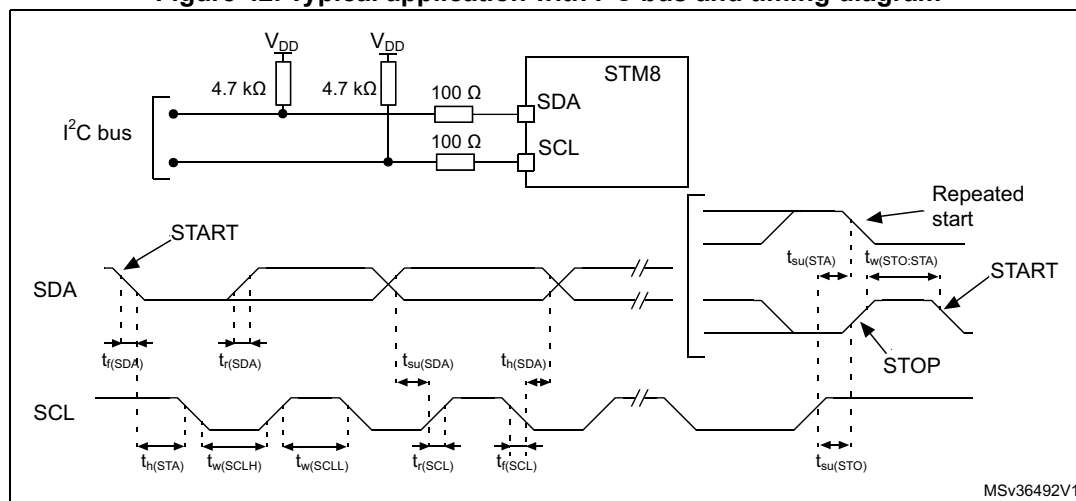 V_DD V_DD
STM8
4.7 kΩ 4.7 kΩ 100 Ω
SDA
I²C bus
100 Ω
SCL
Repeated start
START
t_su(STA) t_w(STO:STA)
START
SDA
t_f(SDA) t_r(SDA) t_su(SDA) t_h(SDA)
STOP
SCL
t_h(STA) t_w(SCLH) t_w(SCLL) t_r(SCL) t_f(SCL) t_su(STO)
MSv36492V1